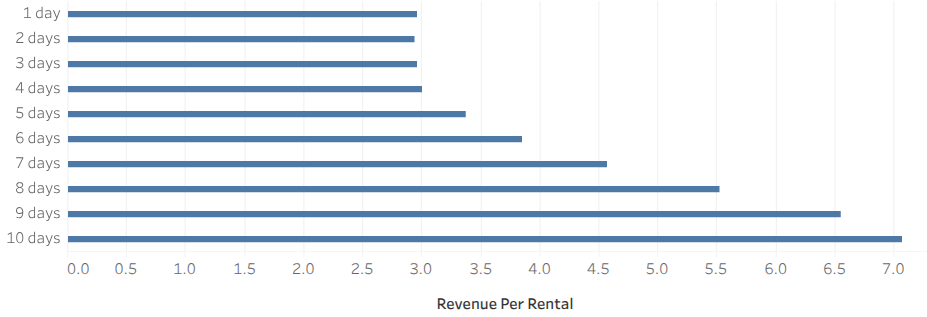 1 day
2 days
3 days
4 days
5 days
6 days
7 days
8 days
9 days
10 days
0.0 0.5 1.0 1.5 2.0 2.5 3.0 3.5 4.0 4.5 5.0 5.5 6.0 6.5 7.0
Revenue Per Rental